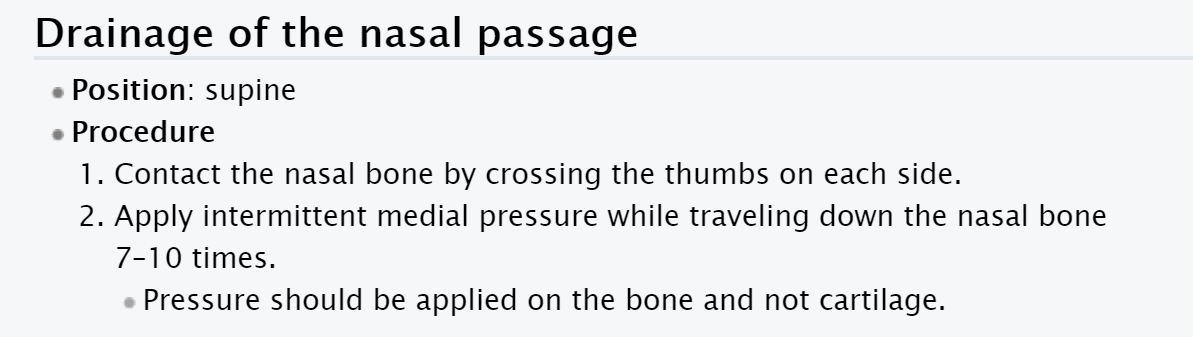 Drainage of the nasal passage
• Position: supine
• Procedure
1. Contact the nasal bone by crossing the thumbs on each side.
2. Apply intermittent medial pressure while traveling down the nasal bone
7–10 times.
• Pressure should be applied on the bone and not cartilage.